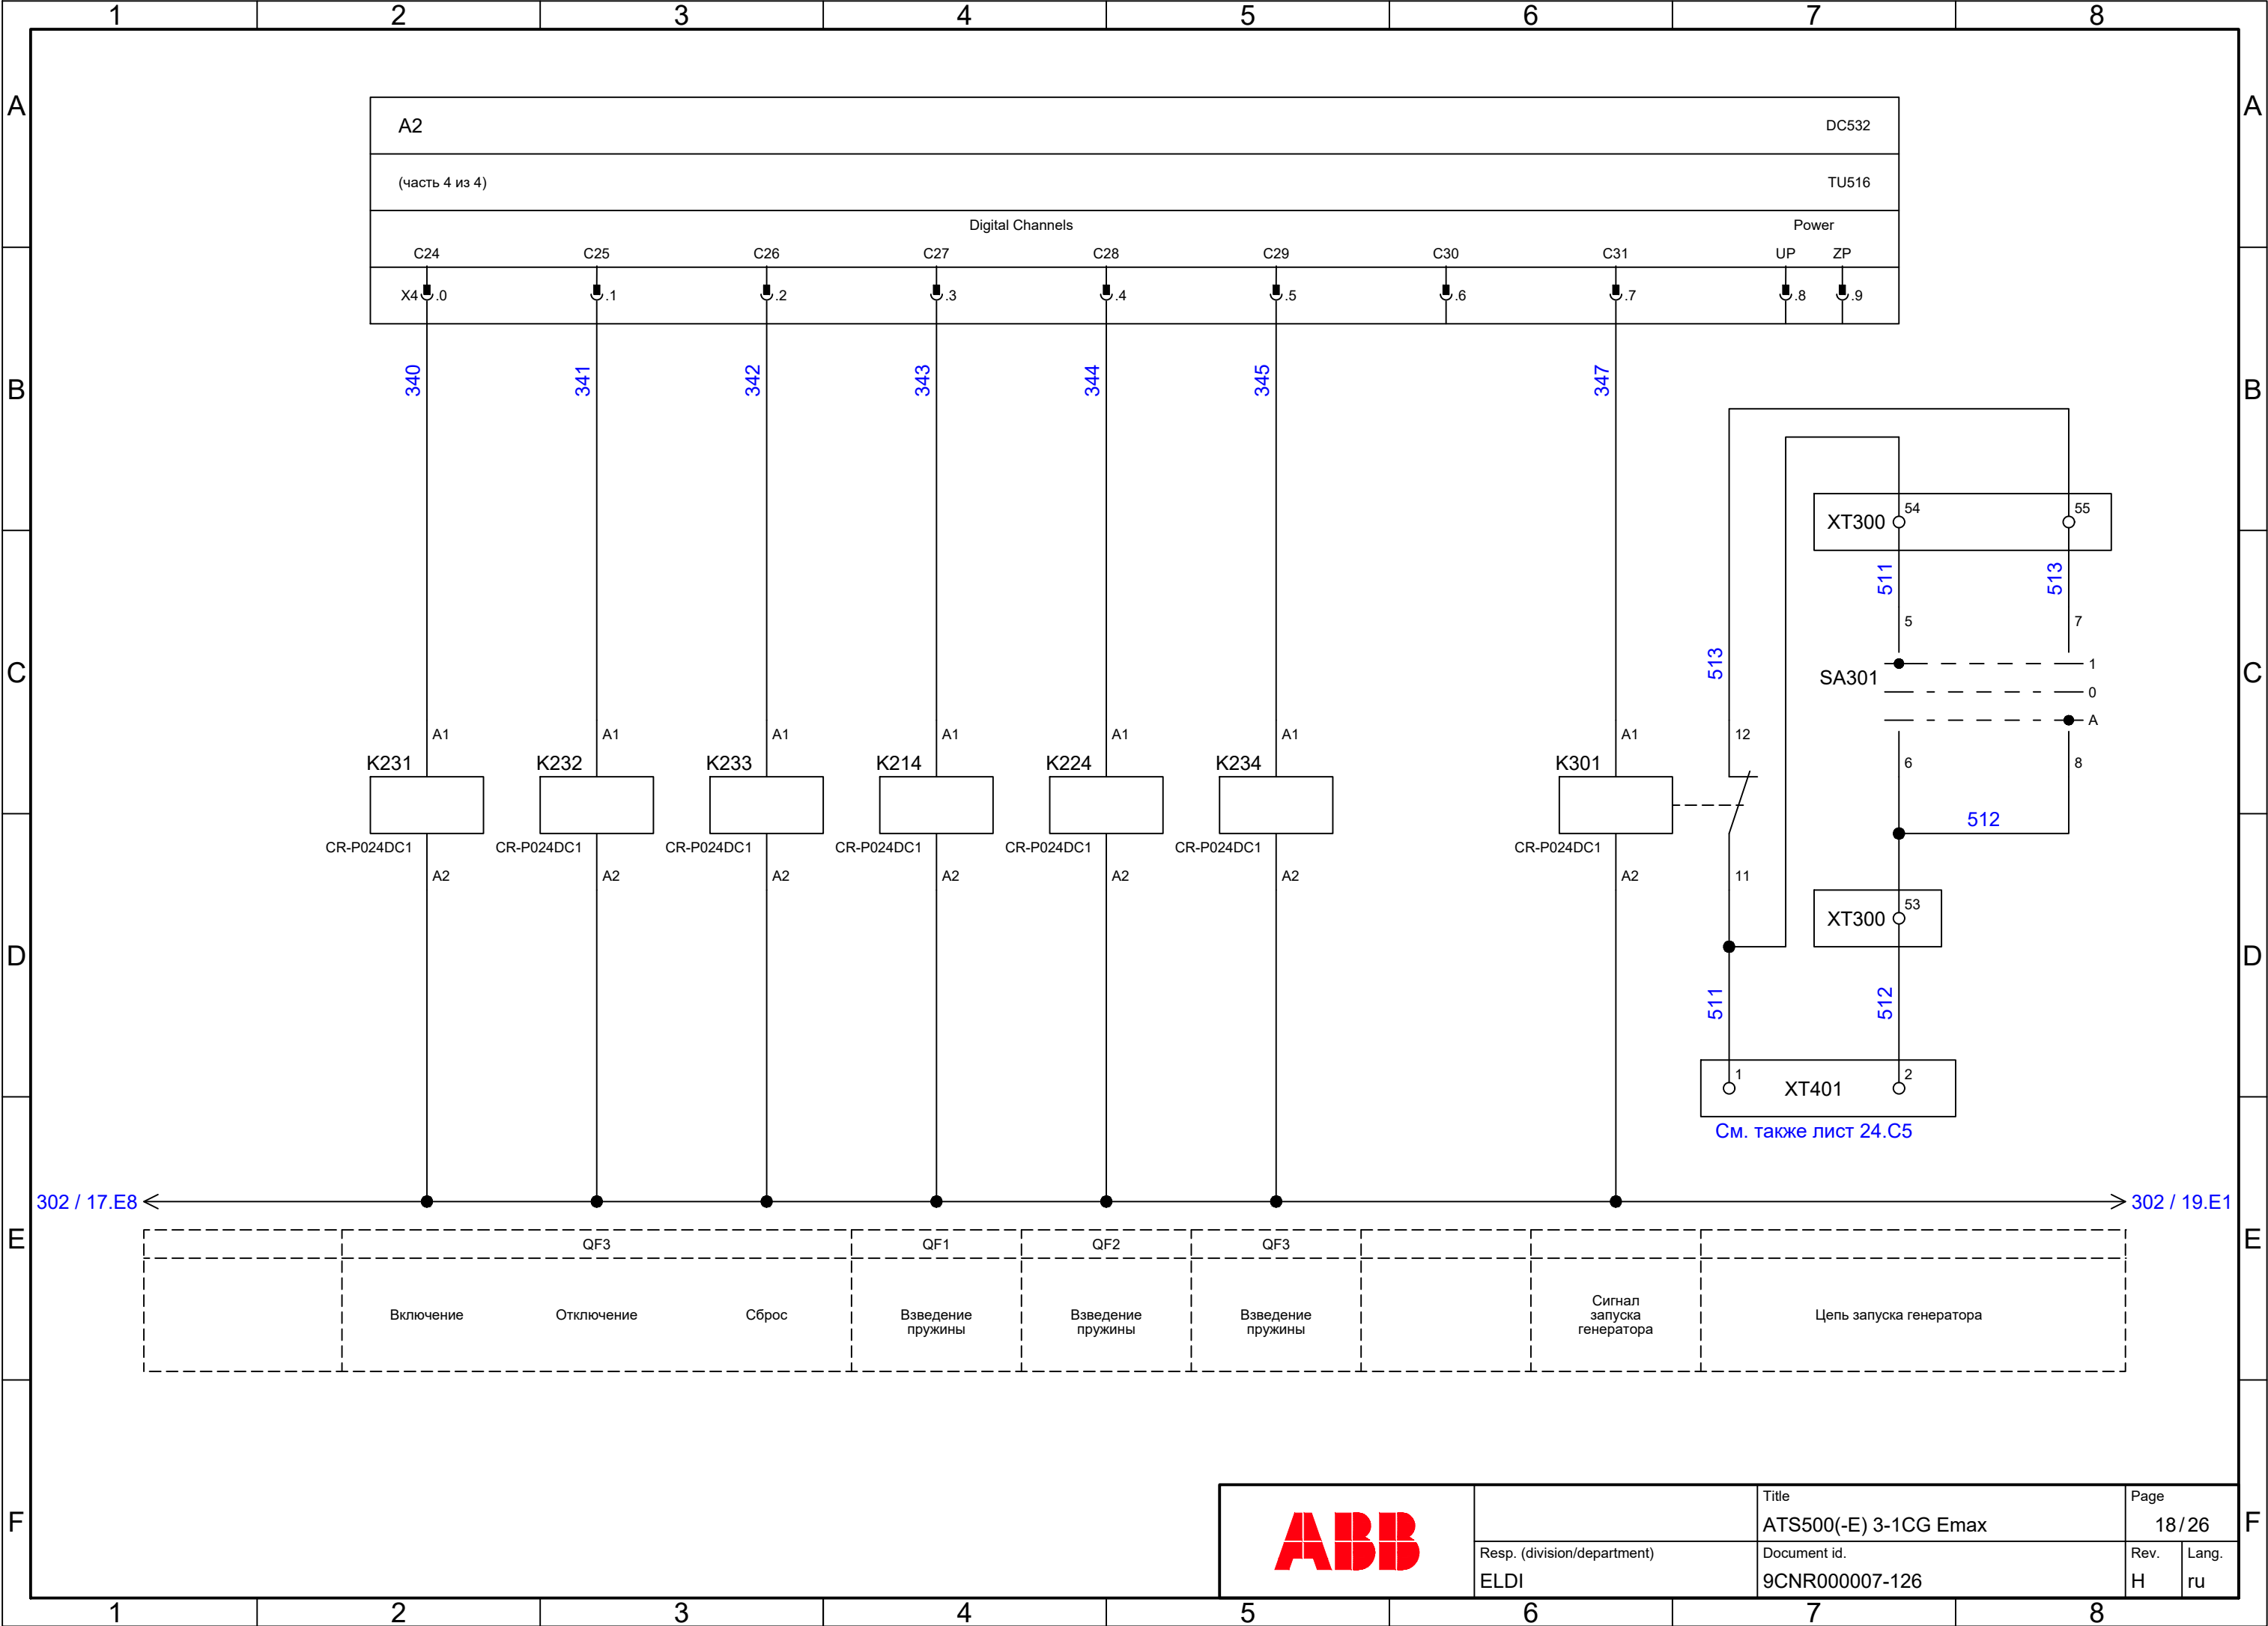 1 2 3 4 5 6 7 8
A A
A2 DC532
(часть 4 из 4) TU516
Digital Channels Power
C24 C25 C26 C27 C28 C29 C30 C31 UP ZP
X4 .0 .1 .2 .3 .4 .5 .6 .7 .8 .9
340 341 342 343 344 345 347
B B
XT300 54 55
511 513
5 7
513
C C
SA301 1
0
A
A1 A1 A1 A1 A1 A1 A1 12
K231 K232 K233 K214 K224 K234 K301 6 8
512
CR-P024DC1 CR-P024DC1 CR-P024DC1 CR-P024DC1 CR-P024DC1 CR-P024DC1 CR-P024DC1
A2 A2 A2 A2 A2 A2 A2 11
XT300 53
D D
511 512
1 XT401 2
См. также лист 24.C5
302 / 17.E8 302 / 19.E1
E E
QF3 QF1 QF2 QF3
Включение Отключение Сброс
Взведение
пружины
Взведение
пружины
Взведение
пружины
Сигнал
запуска
генератора
Цепь запуска генератора
F F
ABB
Title
ATS500(-E) 3-1CG Emax
Page
18/26
Resp. (division/department)
ELDI
Document id.
9CNR000007-126
Rev.
H
Lang.
ru
1 2 3 4 5 6 7 8